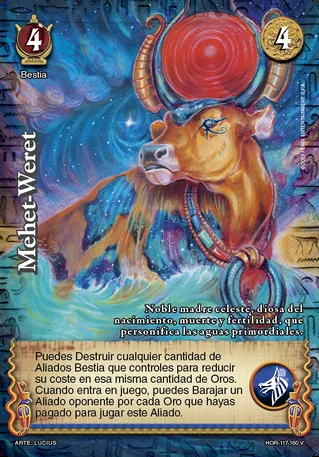 4
4
Bestia
Mehet-Weret
Noble madre celeste, diosa del
nacimiento, muerte y fertilidad, que
personifica las aguas primordiales.
Puedes Destruir cualquier cantidad de
Aliados Bestia que controles para reducir
su coste en esa misma cantidad de Oros.
Cuando entra en juego, puedes Barajar un
Aliado oponente por cada Oro que hayas
pagado para jugar este Aliado.
ARTE: LUCIUS
HOR-117-160 V